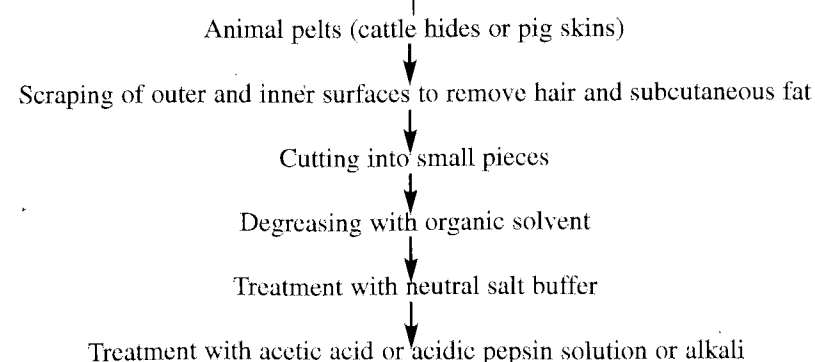 Animal pelts (cattle hides or pig skins)
Scraping of outer and inner surfaces to remove hair and subcutaneous fat
Cutting into small pieces
Degreasing with organic solvent
Treatment with neutral salt buffer
Treatment with acetic acid or acidic pepsin solution or alkali